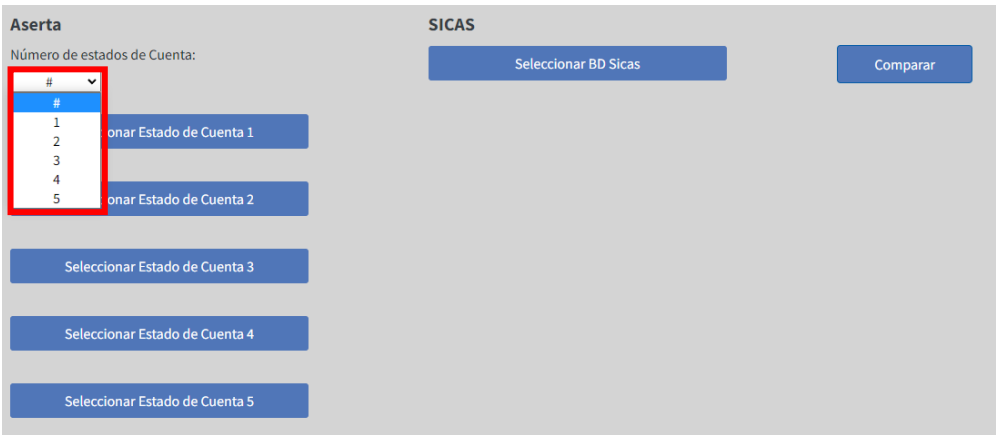 Aserta
Número de estados de Cuenta:
#
#
1
2
3
4
5
onar Estado de Cuenta 1
onar Estado de Cuenta 2
Seleccionar Estado de Cuenta 3
Seleccionar Estado de Cuenta 4
Seleccionar Estado de Cuenta 5
SICAS
Seleccionar BD Sicas
Comparar